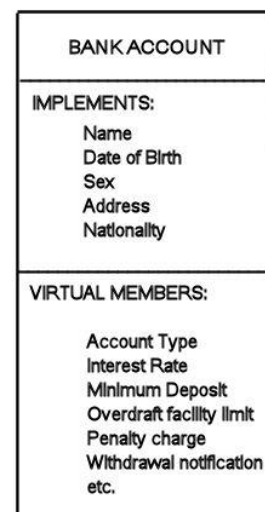 BANK ACCOUNT
IMPLEMENTS:
Name
Date of Birth
Sex
Address
Nationality
VIRTUAL MEMBERS:
Account Type
Interest Rate
Minimum Deposit
Overdraft facility limit
Penalty charge
Withdrawal notification
etc.